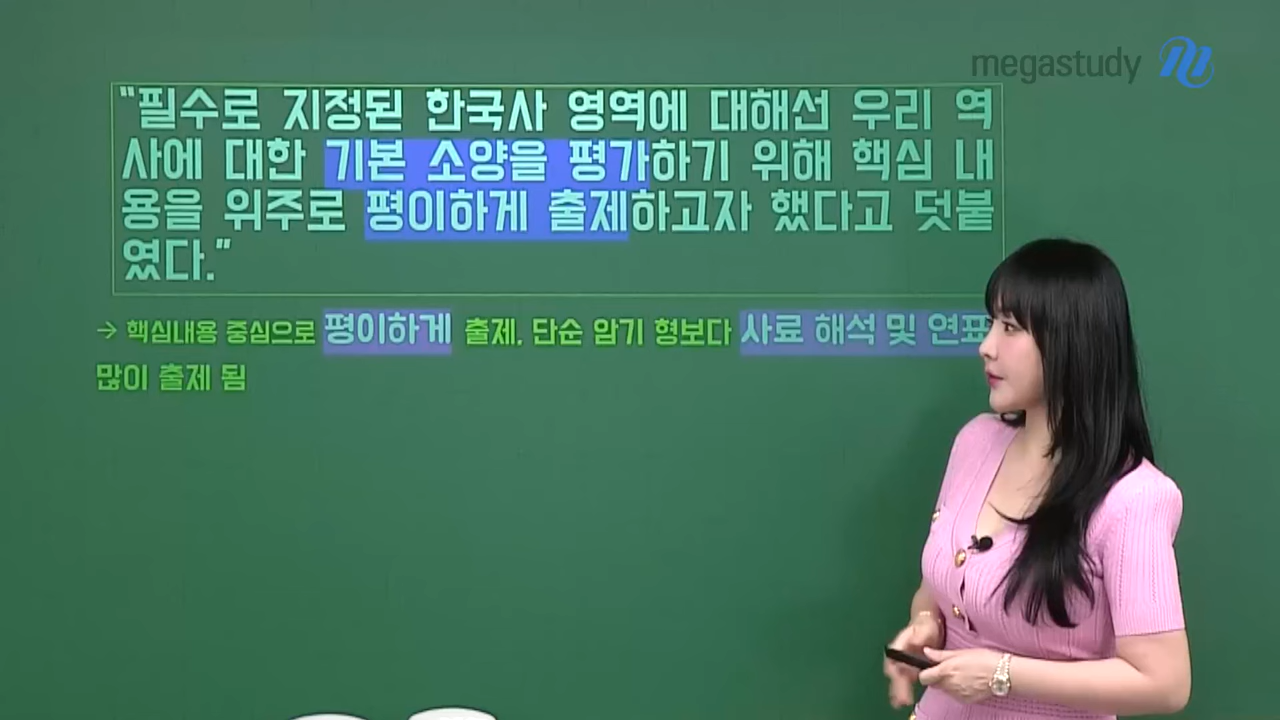 megastudy
"필수로 지정된 한국사 영역에 대해선 우리 역
사에 대한 기본 소양을 평가하기 위해 핵심 내
용을 위주로 평이하게 출제하고자 했다고 덧붙
였다."
→ 핵심내용 중심으로 평이하게 출제. 단순 암기 형보다 사료 해석 및 연표
많이 출제 됨